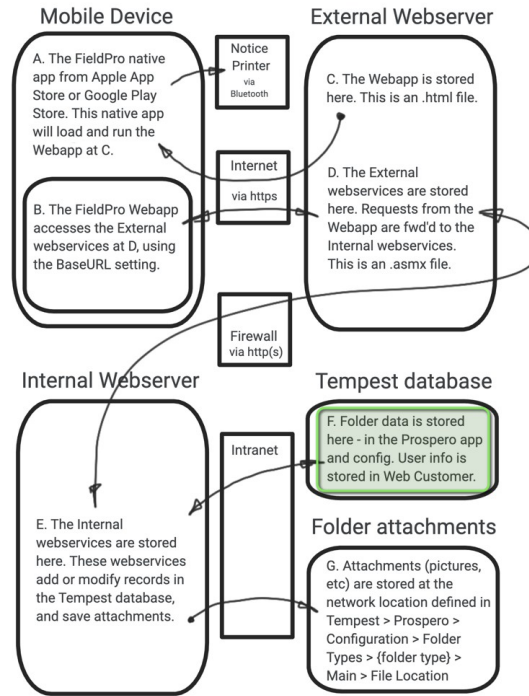 Mobile Device
A. The FieldPro native
app from Apple App
Store or Google Play
Store. This native app
will load and run the
Webapp at C.
B. The FieldPro Webapp
accesses the External
webservices at D, using
the BaseURL setting.
Notice
Printer
via
Bluetooth
Internet
via https
Firewall
via http(s)
External Webserver
C. The Webapp is stored
here. This is an .html file.
D. The External
webservices are stored
here. Requests from the
Webapp are fwd'd to the
Internal webservices.
This is an .asmx file.
Internal Webserver
E. The Internal
webservices are stored
here. These webservices
add or modify records in
the Tempest database,
and save attachments.
Intranet
Tempest database
F. Folder data is stored
here - in the Prospero app
and config. User info is
stored in Web Customer.
Folder attachments
G. Attachments (pictures,
etc) are stored at the
network location defined in
Tempest > Prospero >
Configuration > Folder
Types > {folder type} >
Main > File Location